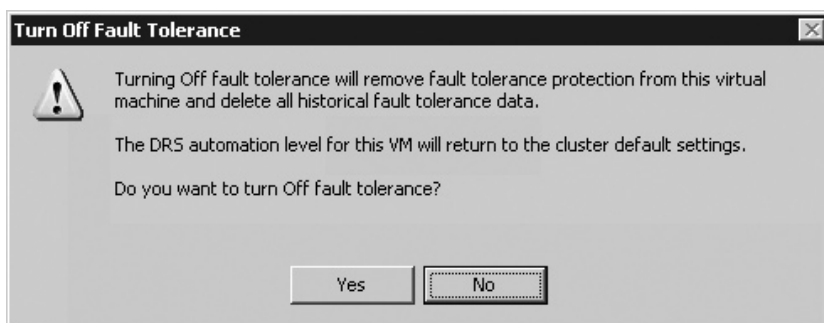 Turn Off Fault Tolerance
Turning Off fault tolerance will remove fault tolerance protection from this virtual
machine and delete all historical fault tolerance data.
The DRS automation level for this VM will return to the cluster default settings.
Do you want to turn Off fault tolerance?
Yes No